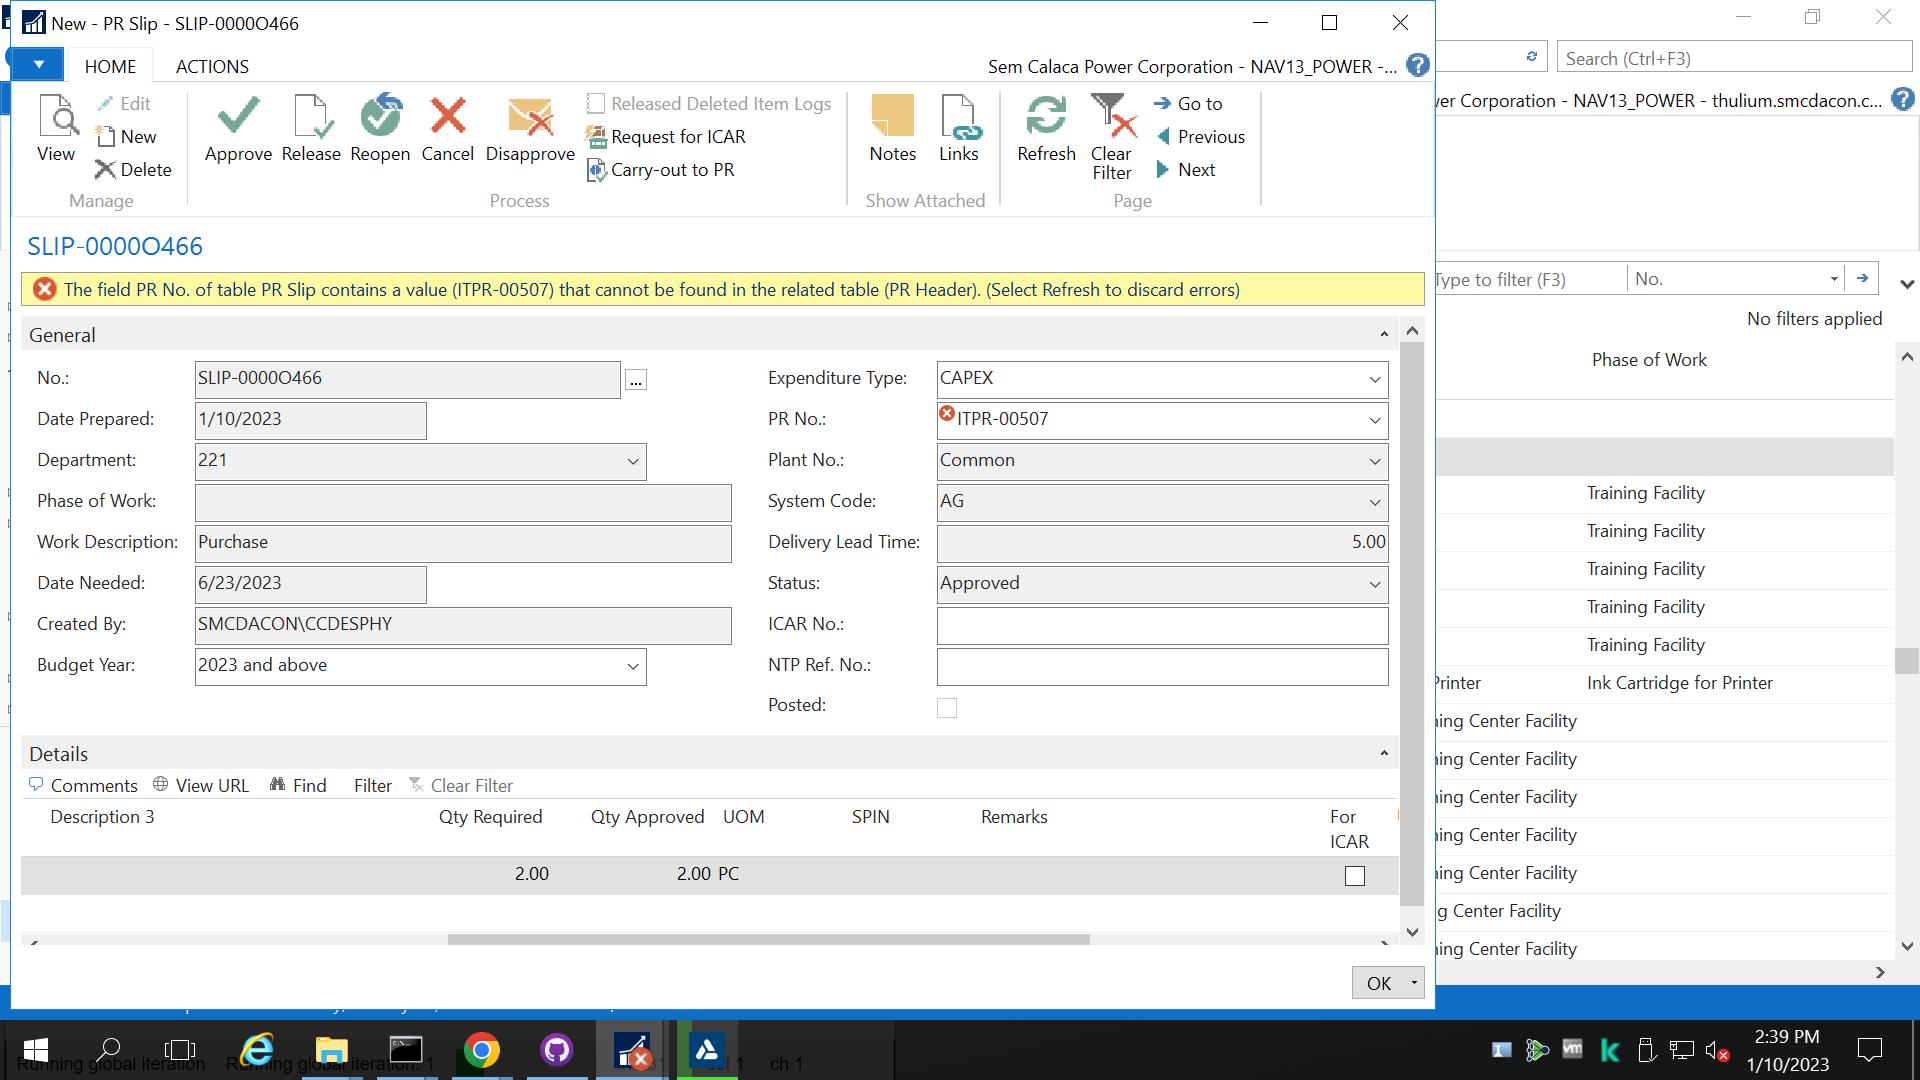 New - PR Slip - SLIP-0000O466
HOME ACTIONS
Sem Calaca Power Corporation - NAV13_POWER -...
Search (Ctrl+F3)
er Corporation - NAV13_POWER - thulium.smcdacon.c...
View
Edit
New
Delete
Manage
Approve
Release
Reopen
Cancel
Disapprove
Released Deleted Item Logs
Request for ICAR
Carry-out to PR
Process
Notes
Links
Show Attached
Refresh
Clear
Filter
Go to
Previous
Next
Page
SLIP-0000O466
The field PR No. of table PR Slip contains a value (ITPR-00507) that cannot be found in the related table (PR Header). (Select Refresh to discard errors)
Type to filter (F3)
No.
No filters applied
General
No.: SLIP-0000O466
...
Date Prepared: 1/10/2023
Department: 221
Phase of Work:
Work Description: Purchase
Date Needed: 6/23/2023
Created By: SMCDACON\CCDESPHY
Budget Year: 2023 and above
Expenditure Type: CAPEX
PR No.: ITPR-00507
Plant No.: Common
System Code: AG
Delivery Lead Time: 5.00
Status: Approved
ICAR No.:
NTP Ref. No.:
Posted:
Phase of Work
Training Facility
Training Facility
Training Facility
Training Facility
Training Facility
Printer Ink Cartridge for Printer
ning Center Facility
ning Center Facility
ning Center Facility
ning Center Facility
ning Center Facility
g Center Facility
ning Center Facility
Details
Comments View URL Find Filter Clear Filter
Description 3 Qty Required Qty Approved UOM SPIN Remarks For
ICAR
2.00 2.00 PC
OK
Running global iteration Running global iteration: 1
ch 1
2:39 PM
1/10/2023